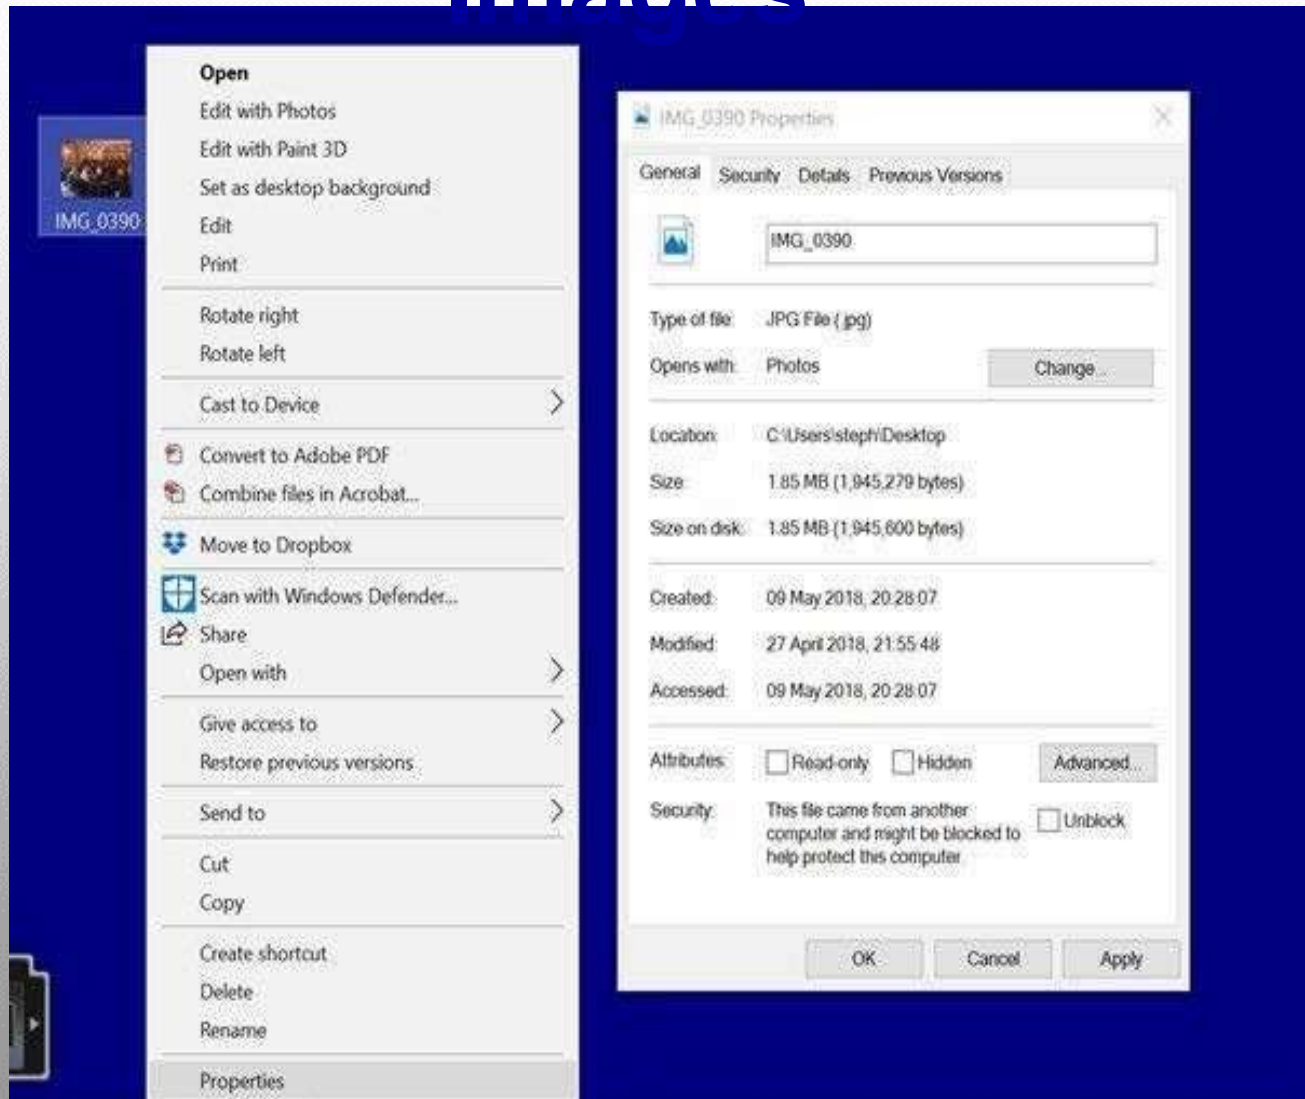 Images
IMG_0390
Open
Edit with Photos
Edit with Paint 3D
Set as desktop background
Edit
Print
Rotate right
Rotate left
Cast to Device
Convert to Adobe PDF
Combine files in Acrobat...
Move to Dropbox
Scan with Windows Defender...
Share
Open with
Give access to
Restore previous versions
Send to
Cut
Copy
Create shortcut
Delete
Rename
Properties
IMG_0390 Properties
General Security Details Previous Versions
IMG_0390
Type of file: JPG File (.jpg)
Opens with: Photos Change...
Location: C:\Users\steph\Desktop
Size: 1.85 MB (1,945,279 bytes)
Size on disk: 1.85 MB (1,945,600 bytes)
Created: 09 May 2018, 20:28:07
Modified: 27 April 2018, 21:55:48
Accessed: 09 May 2018, 20:28:07
Attributes: Read-only Hidden Advanced...
Security: This file came from another
computer and might be blocked to Unblock
help protect this computer.
OK Cancel Apply